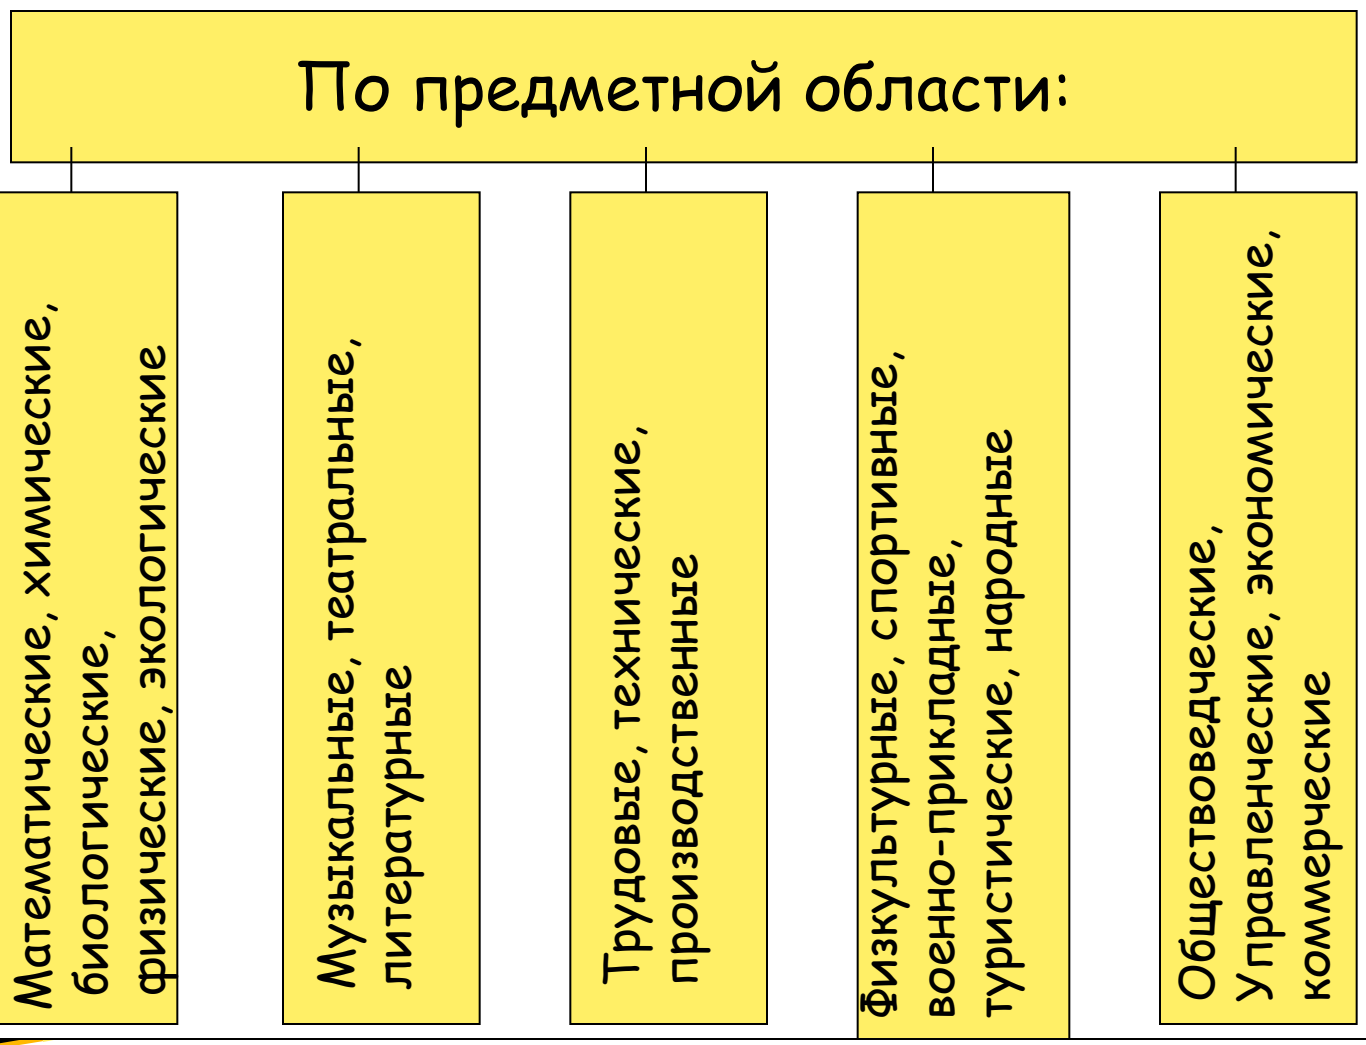 По предметной области:
Математические, химические,
биологические,
физические, экологические
Музыкальные, театральные,
литературные
Трудовые, технические,
производственные
Физкультурные, спортивные,
военно-прикладные,
туристические, народные
Обществоведческие,
Управленческие, экономические,
коммерческие